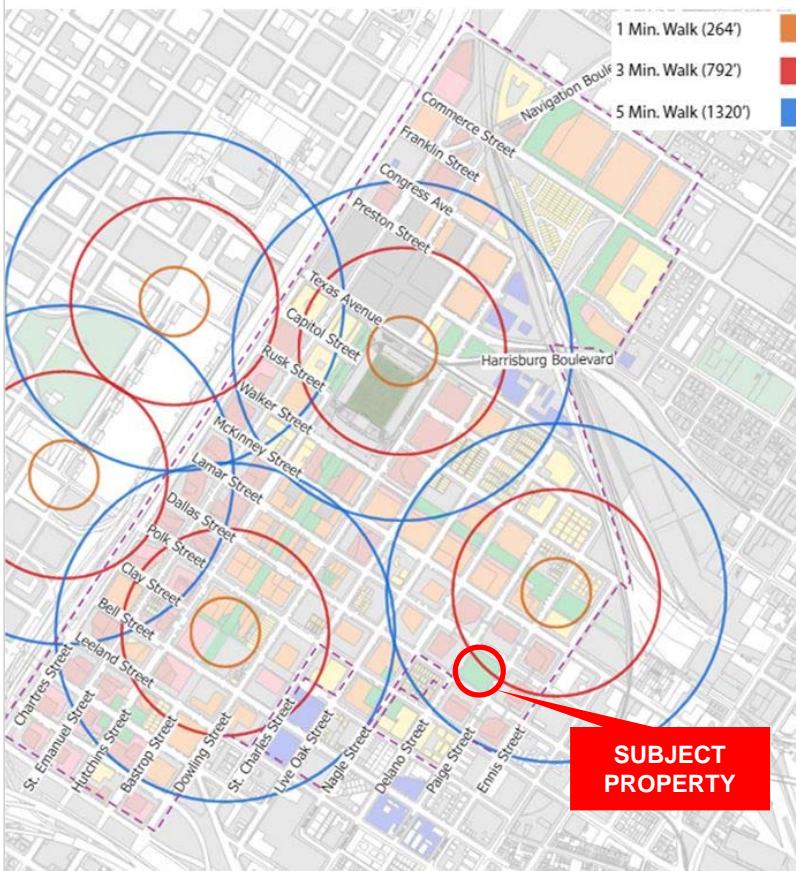 1 Min. Walk (264')
3 Min. Walk (792')
5 Min. Walk (1320')
Navigation Boule
Commerce Street
Franklin Street
Congress Ave
Preston Street
Texas Avenue
Capitol Street
Rusk Street
Walker Street
McKinney Street
Lamar Street
Dallas Street
Polk Street
Clay Street
Bell Street
Leeland Street
Harrisburg Boulevard
Chartres Street
St. Emanuel Street
Hutchins Street
Bastrop Street
Dowling Street
St. Charles Street
Live Oak Street
Nagle Street
Delano Street
Paige Street
Ennis Street
SUBJECT
PROPERTY